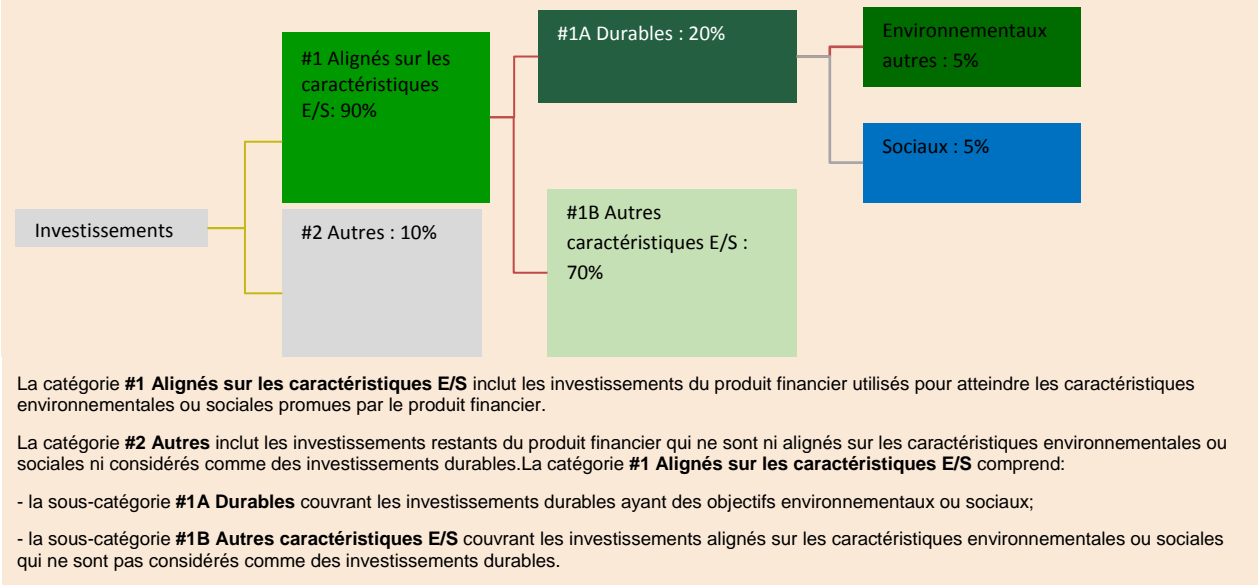 Investissements
#1 Alignés sur les
caractéristiques
E/S: 90%
#2 Autres : 10%
#1A Durables : 20%
#1B Autres
caractéristiques E/S :
70%
Environnementaux
autres : 5%
Sociaux : 5%
La catégorie #1 Alignés sur les caractéristiques E/S inclut les investissements du produit financier utilisés pour atteindre les caractéristiques
environnementales ou sociales promues par le produit financier.
La catégorie #2 Autres inclut les investissements restants du produit financier qui ne sont ni alignés sur les caractéristiques environnementales ou
sociales ni considérés comme des investissements durables.La catégorie #1 Alignés sur les caractéristiques E/S comprend:
- la sous-catégorie #1A Durables couvrant les investissements durables ayant des objectifs environnementaux ou sociaux;
- la sous-catégorie #1B Autres caractéristiques E/S couvrant les investissements alignés sur les caractéristiques environnementales ou sociales
qui ne sont pas considérés comme des investissements durables.